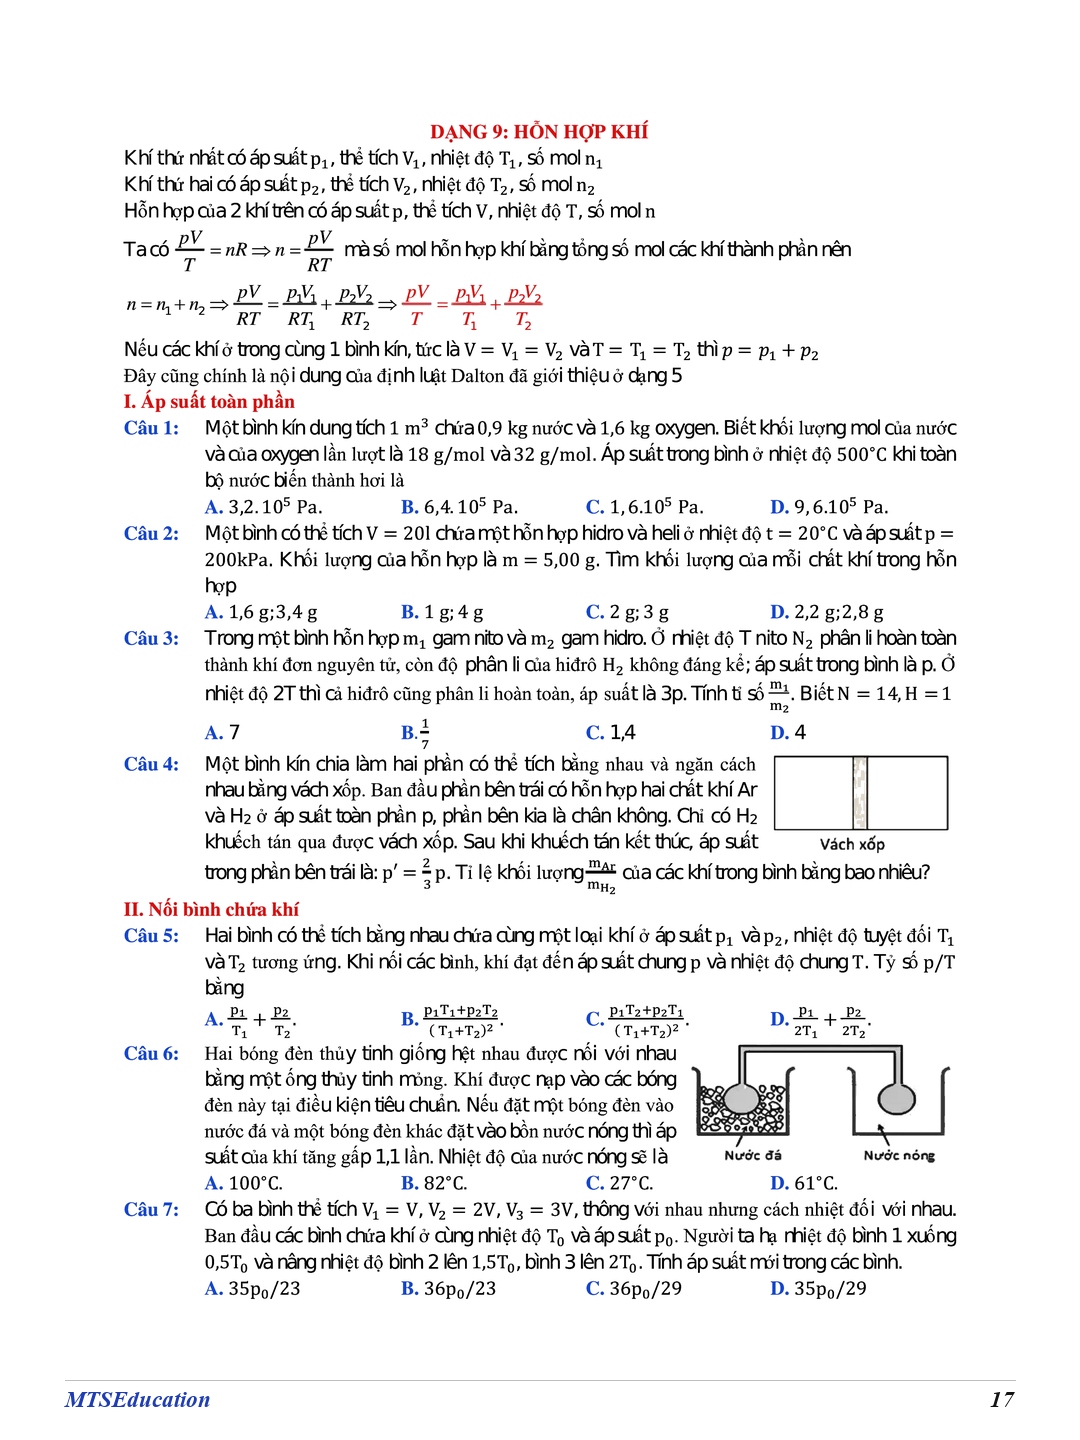 DẠNG 9: HỖN HỢP KHÍ
Khí thứ nhất có áp suất p₁, thể tích V₁, nhiệt độ T₁, số mol n₁
Khí thứ hai có áp suất p₂, thể tích V₂, nhiệt độ T₂, số mol n₂
Hỗn hợp của 2 khí trên có áp suất p, thể tích V, nhiệt độ T, số mol n
Ta có pV/T = nR ⇒ n = pV/RT mà số mol hỗn hợp khí bằng tổng số mol các khí thành phần nên
n = n₁ + n₂ ⇒ pV/RT = p₁V₁/RT₁ + p₂V₂/RT₂ ⇒ pV/T = p₁V₁/T₁ + p₂V₂/T₂
Nếu các khí ở trong cùng 1 bình kín, tức là V = V₁ = V₂ và T = T₁ = T₂ thì p = p₁ + p₂
Đây cũng chính là nội dung của định luật Dalton đã giới thiệu ở dạng 5
I. Áp suất toàn phần
Câu 1: Một bình kín dung tích 1 m³ chứa 0,9 kg nước và 1,6 kg oxygen. Biết khối lượng mol của nước
và của oxygen lần lượt là 18 g/mol và 32 g/mol. Áp suất trong bình ở nhiệt độ 500°C khi toàn
bộ nước biến thành hơi là
A. 3,2. 10⁵ Pa. B. 6,4. 10⁵ Pa. C. 1,6.10⁵ Pa. D. 9,6.10⁵ Pa.
Câu 2: Một bình có thể tích V = 20l chứa một hỗn hợp hidro và heli ở nhiệt độ t = 20°C và áp suất p =
200kPa. Khối lượng của hỗn hợp là m = 5,00 g. Tìm khối lượng của mỗi chất khí trong hỗn
hợp
A. 1,6 g;3,4 g B. 1 g; 4 g C. 2 g; 3 g D. 2,2 g;2,8 g
Câu 3: Trong một bình hỗn hợp m₁ gam nito và m₂ gam hidro. Ở nhiệt độ T nito N₂ phân li hoàn toàn
thành khí đơn nguyên tử, còn độ phân li của hiđrô H₂ không đáng kể; áp suất trong bình là p. Ở
nhiệt độ 2T thì cả hiđrô cũng phân li hoàn toàn, áp suất là 3p. Tính tỉ số m₁/m₂. Biết N = 14, H = 1
A. 7 B. 1/7 C. 1,4 D. 4
Câu 4: Một bình kín chia làm hai phần có thể tích bằng nhau và ngăn cách
nhau bằng vách xốp. Ban đầu phần bên trái có hỗn hợp hai chất khí Ar
và H₂ ở áp suất toàn phần p, phần bên kia là chân không. Chỉ có H₂
khuếch tán qua được vách xốp. Sau khi khuếch tán kết thúc, áp suất
Vách xốp
trong phần bên trái là: p′ = 2/3 p. Tỉ lệ khối lượng m_Ar/m_H₂ của các khí trong bình bằng bao nhiêu?
II. Nối bình chứa khí
Câu 5: Hai bình có thể tích bằng nhau chứa cùng một loại khí ở áp suất p₁ và p₂, nhiệt độ tuyệt đối T₁
và T₂ tương ứng. Khi nối các bình, khí đạt đến áp suất chung p và nhiệt độ chung T. Tỷ số p/T
bằng
A. p₁/T₁ + p₂/T₂. B. (p₁T₁+p₂T₂)/(T₁+T₂)². C. (p₁T₂+p₂T₁)/(T₁+T₂)². D. p₁/2T₁ + p₂/2T₂.
Câu 6: Hai bóng đèn thủy tinh giống hệt nhau được nối với nhau
bằng một ống thủy tinh mỏng. Khí được nạp vào các bóng
đèn này tại điều kiện tiêu chuẩn. Nếu đặt một bóng đèn vào
nước đá và một bóng đèn khác đặt vào bồn nước nóng thì áp
suất của khí tăng gấp 1,1 lần. Nhiệt độ của nước nóng sẽ là
Nước đá Nước nóng
A. 100°C. B. 82°C. C. 27°C. D. 61°C.
Câu 7: Có ba bình thể tích V₁ = V, V₂ = 2V, V₃ = 3V, thông với nhau nhưng cách nhiệt đối với nhau.
Ban đầu các bình chứa khí ở cùng nhiệt độ T₀ và áp suất p₀. Người ta hạ nhiệt độ bình 1 xuống
0,5T₀ và nâng nhiệt độ bình 2 lên 1,5T₀, bình 3 lên 2T₀. Tính áp suất mới trong các bình.
A. 35p₀/23 B. 36p₀/23 C. 36p₀/29 D. 35p₀/29
MTSEducation 17